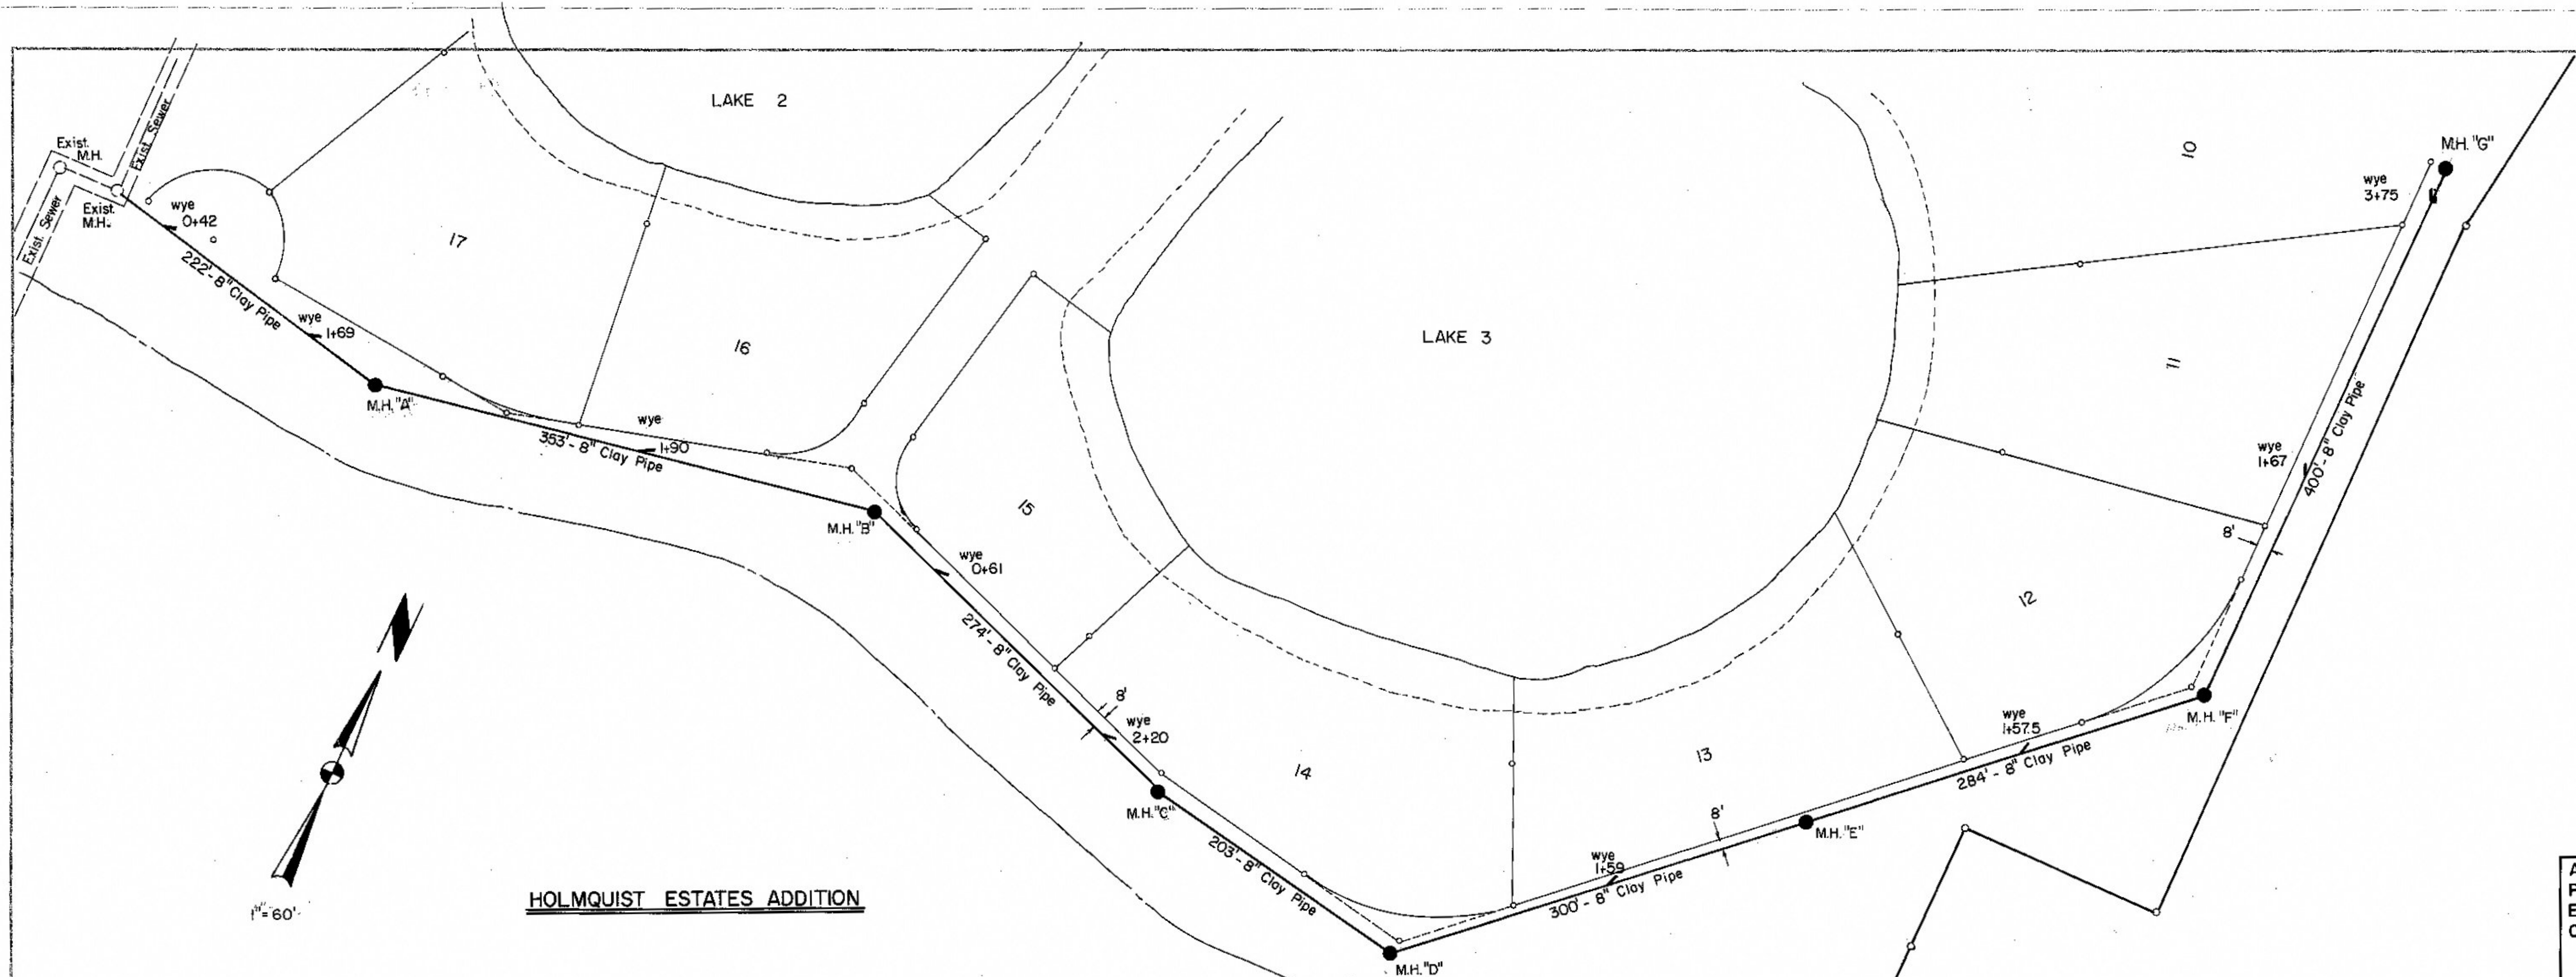 LAKE 2
Exist.
M.H.
Exist. Sewer
Exist.
M.H.
Exist. Sewer
wye
0+42
222'-8" Clay Pipe
wye
1+69
M.H. "A"
17
16
wye
1+90
353'-8" Clay Pipe
M.H. "B"
15
wye
0+61
274'-8" Clay Pipe
8'
wye
2+20
M.H. "C"
203'-8" Clay Pipe
M.H. "D"
14
LAKE 3
13
wye
1+59
300'-8" Clay Pipe
8'
M.H. "E"
12
wye
1+57.5
284'-8" Clay Pipe
M.H. "F"
8'
11
wye
1+67
400'-8" Clay Pipe
10
wye
3+75
M.H. "G"
1"=60'
HOLMQUIST ESTATES ADDITION